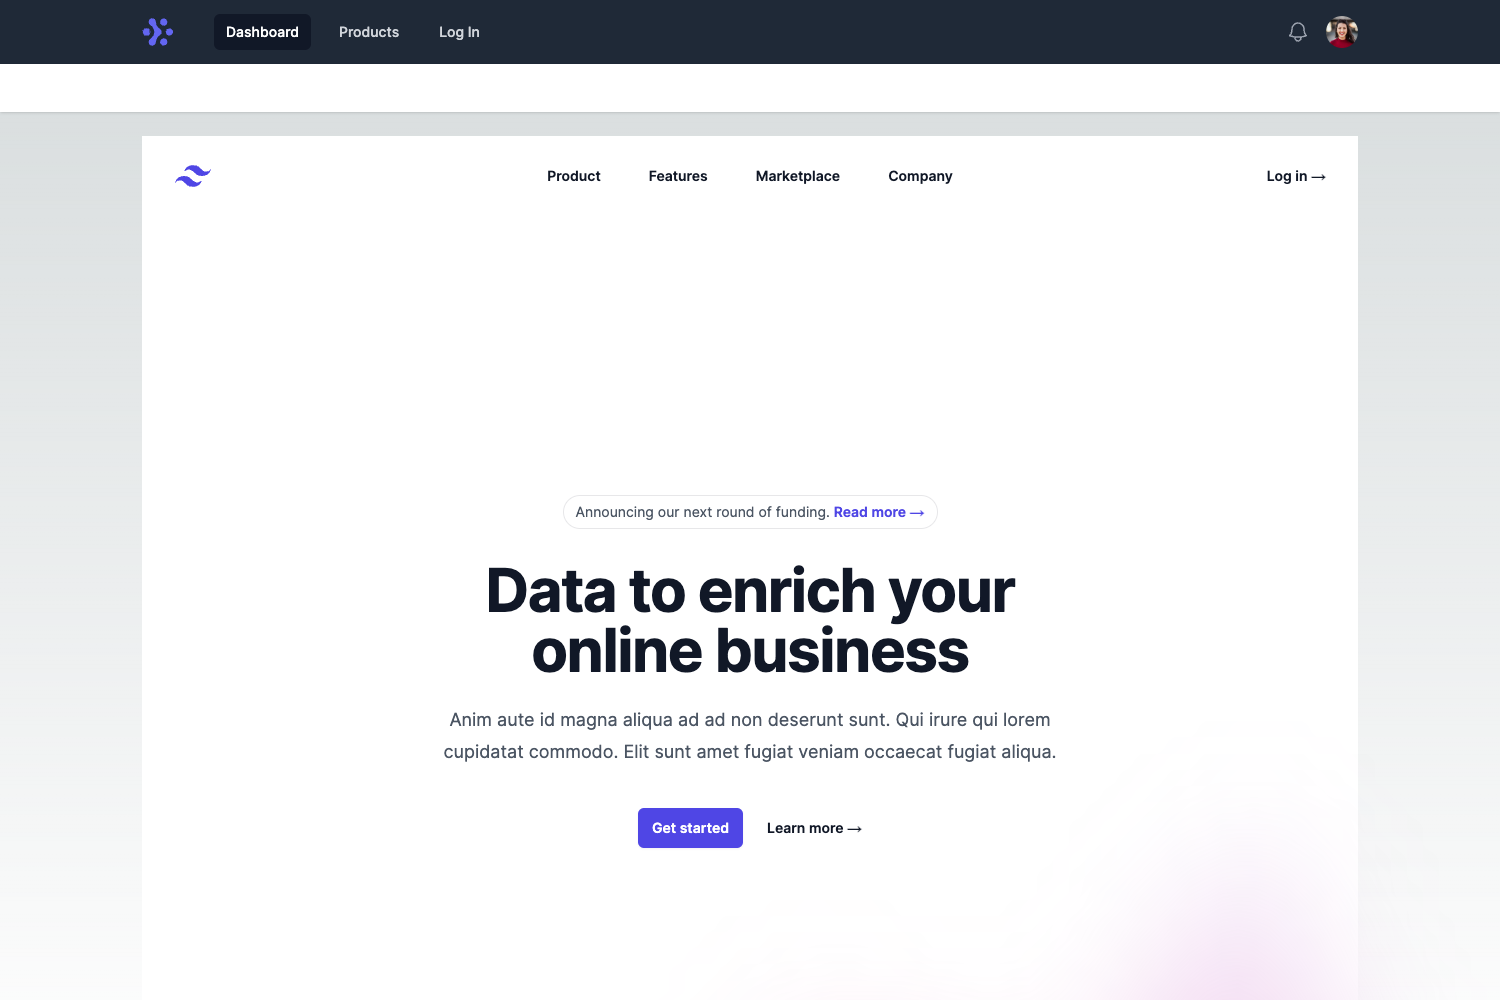 Dashboard Products Log In
Product Features Marketplace Company Log in →
Announcing our next round of funding. Read more →
Data to enrich your
online business
Anim aute id magna aliqua ad ad non deserunt sunt. Qui irure qui lorem
cupidatat commodo. Elit sunt amet fugiat veniam occaecat fugiat aliqua.
Get started Learn more →